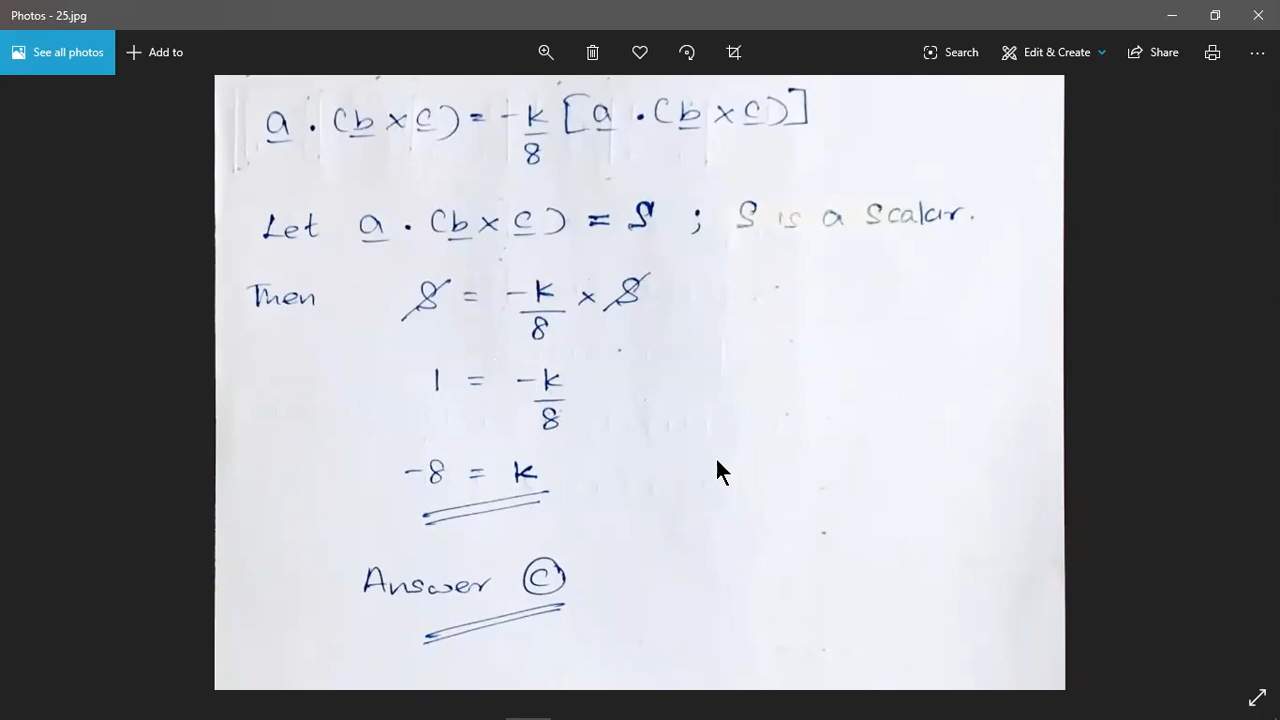 Photos - 25.jpg
See all photos
Add to
Search
Edit & Create
Share
a . (b × c) = -k/8 [a . (b × c)]
Let a . (b × c) = S ; S is a scalar.
Then S = -k/8 × S
1 = -k/8
-8 = k
Answer C